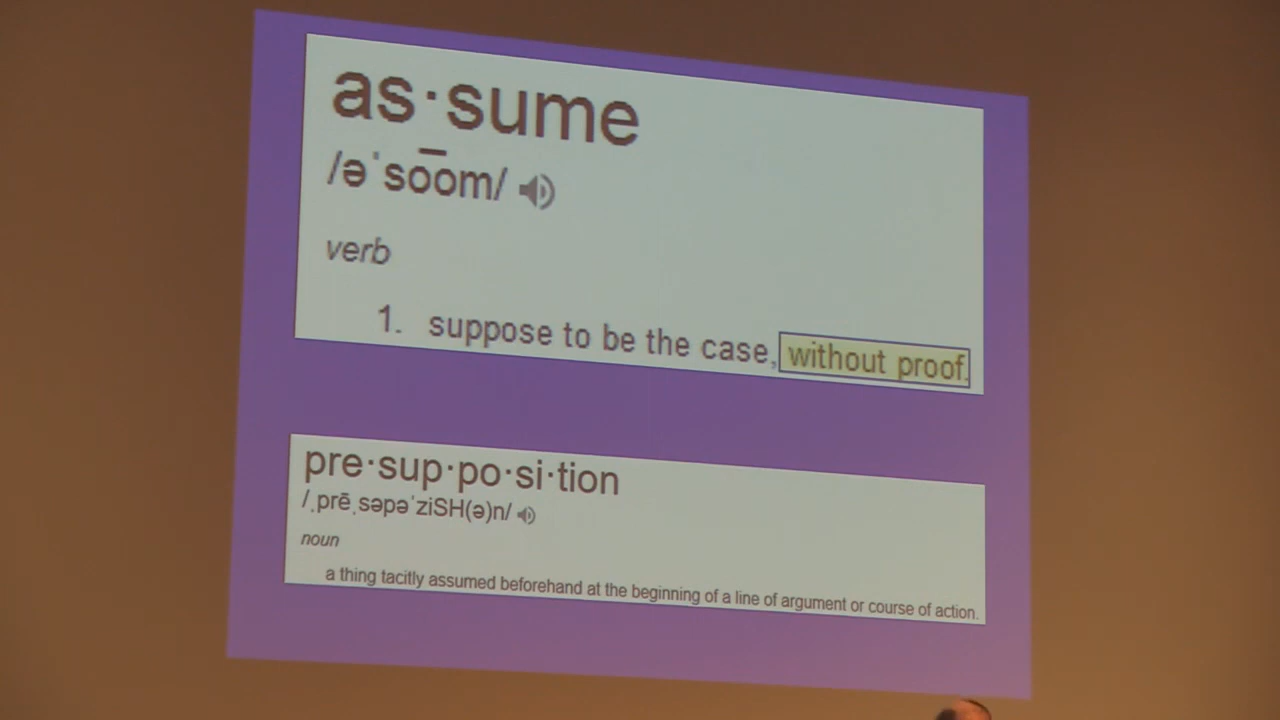 as·sume
/əˈso͞om/
verb
1. suppose to be the case, without proof.
pre·sup·po·si·tion
/ˌprēˌsəpəˈziSH(ə)n/
noun
a thing tacitly assumed beforehand at the beginning of a line of argument or course of action.